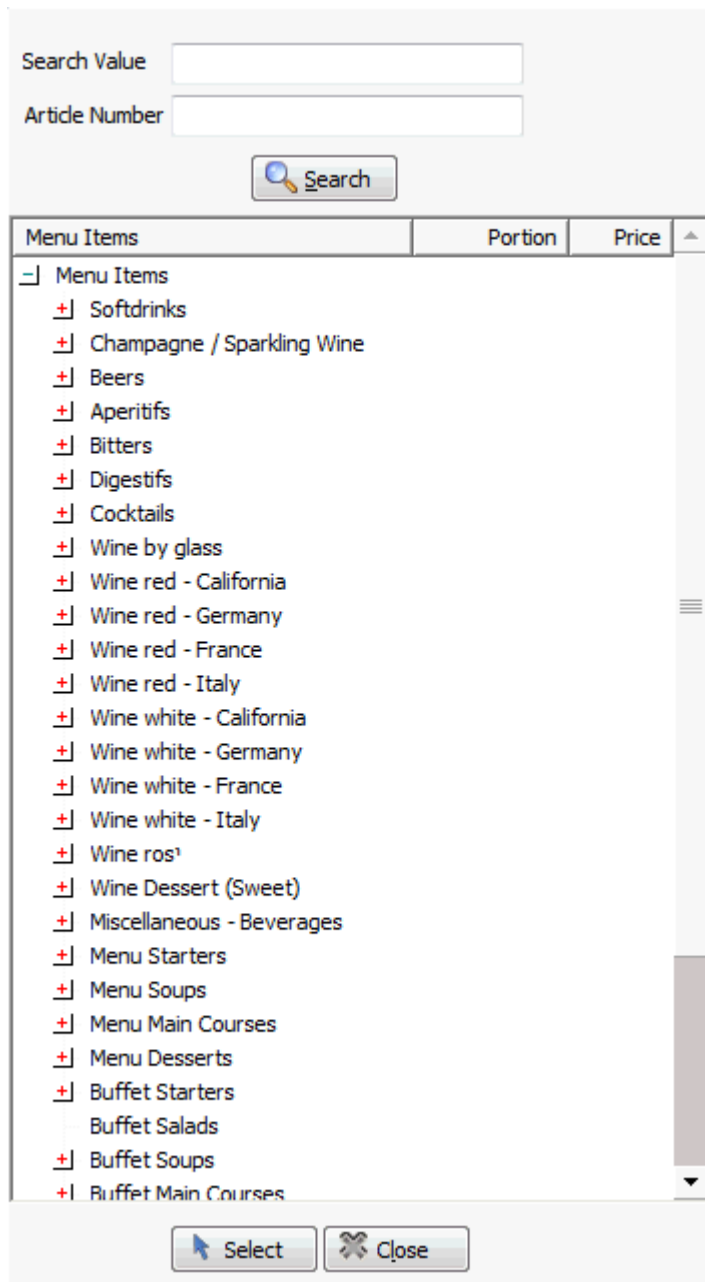 Search Value
Article Number
Search
Menu Items Portion Price
Menu Items
Softdrinks
Champagne / Sparkling Wine
Beers
Aperitifs
Bitters
Digestifs
Cocktails
Wine by glass
Wine red - California
Wine red - Germany
Wine red - France
Wine red - Italy
Wine white - California
Wine white - Germany
Wine white - France
Wine white - Italy
Wine ros¹
Wine Dessert (Sweet)
Miscellaneous - Beverages
Menu Starters
Menu Soups
Menu Main Courses
Menu Desserts
Buffet Starters
Buffet Salads
Buffet Soups
Buffet Main Courses
Select Close